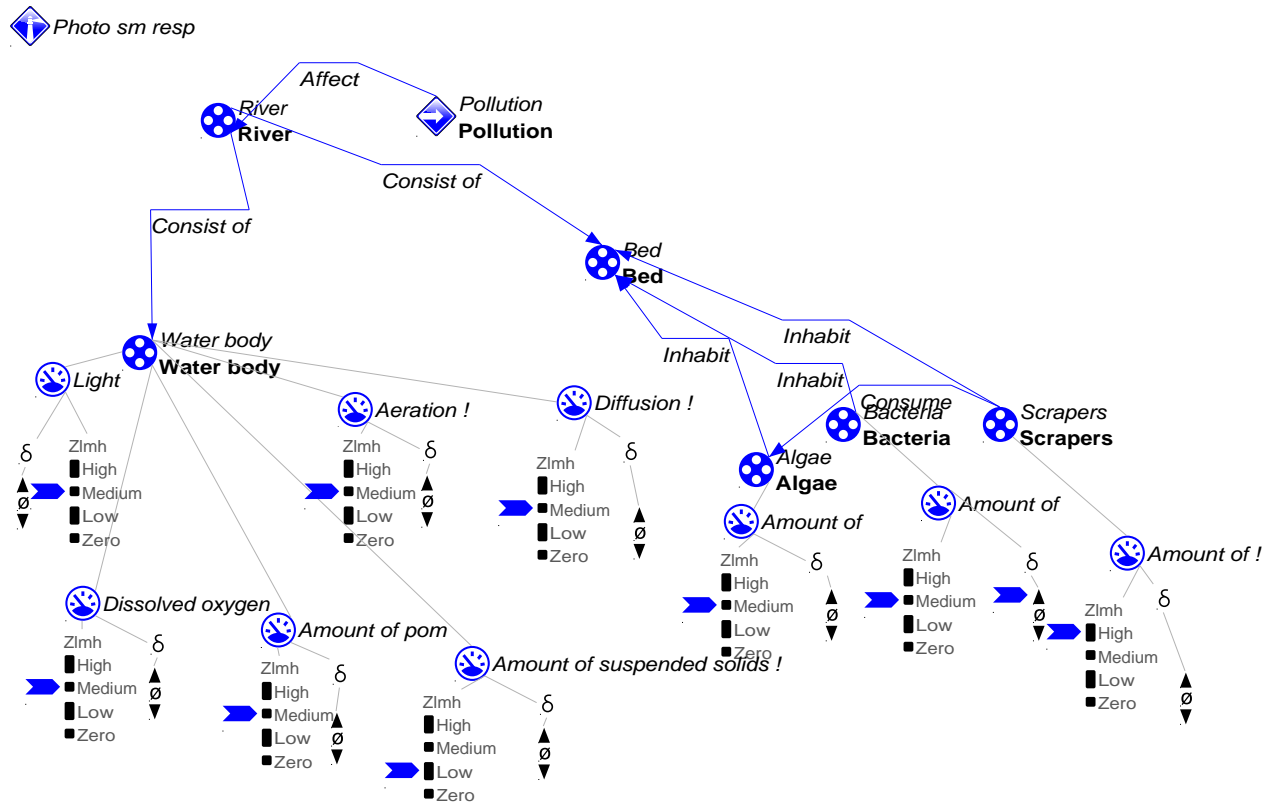 Photo sm resp
Affect
River
River
Pollution
Pollution
Consist of
Consist of
Bed
Bed
Inhabit
Inhabit
Inhabit
Consume
Water body
Water body
Light
δ
Zlmh
High
Medium
Low
Zero
ø
Aeration !
δ
Zlmh
High
Medium
Low
Zero
ø
Diffusion !
δ
Zlmh
High
Medium
Low
Zero
ø
Bacteria
Bacteria
Scrapers
Scrapers
Algae
Algae
Amount of
δ
Zlmh
High
Medium
Low
Zero
ø
Amount of
δ
Zlmh
High
Medium
Low
Zero
ø
Amount of !
δ
Zlmh
High
Medium
Low
Zero
ø
Dissolved oxygen
δ
Zlmh
High
Medium
Low
Zero
ø
Amount of pom
δ
Zlmh
High
Medium
Low
Zero
ø
Amount of suspended solids !
δ
Zlmh
High
Medium
Low
Zero
ø